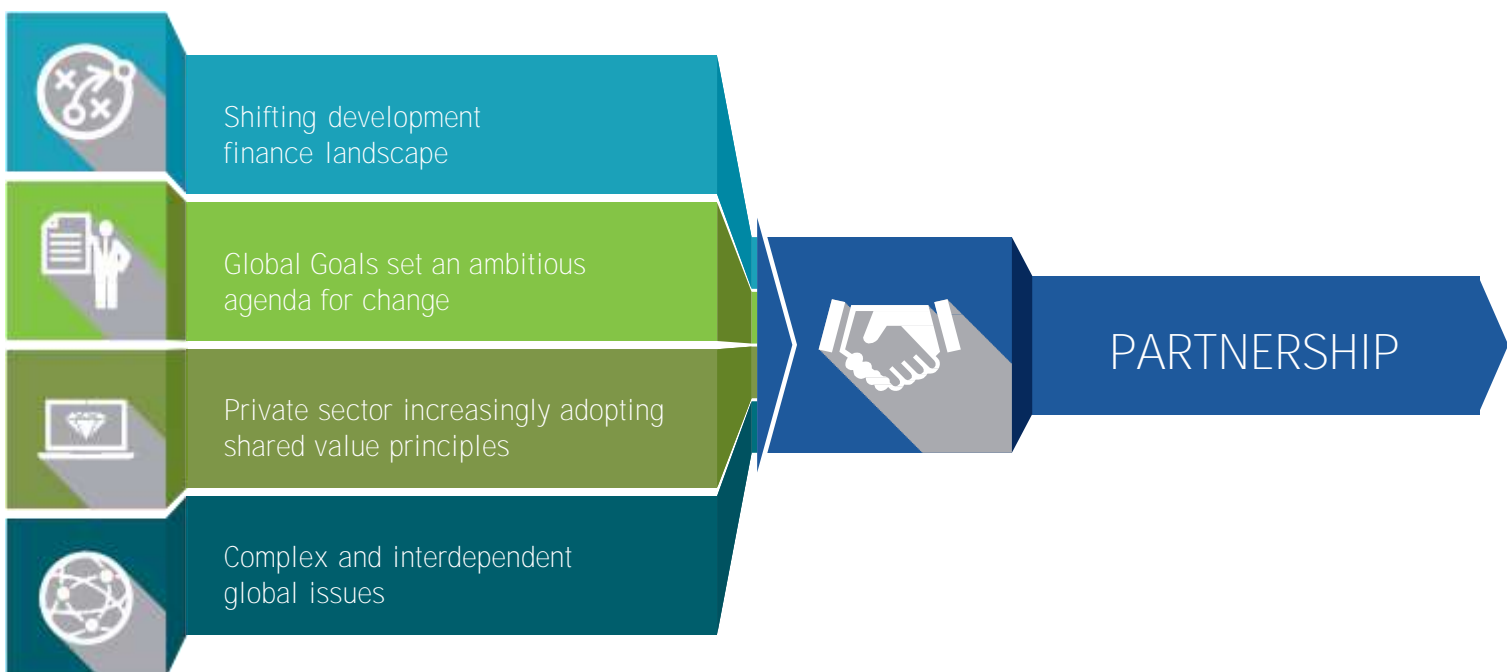 Shifting development
finance landscape
Global Goals set an ambitious
agenda for change
Private sector increasingly adopting
shared value principles
Complex and interdependent
global issues
PARTNERSHIP